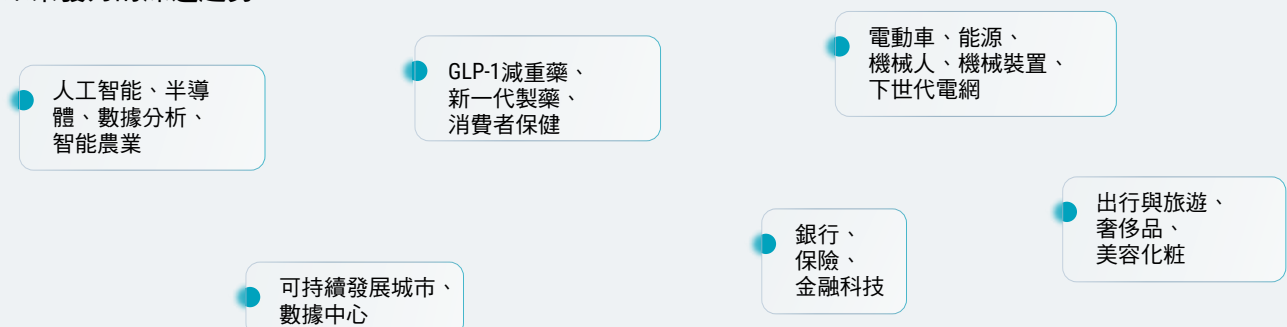 人工智能、半導
體、數據分析、
智能農業
GLP-1減重藥、
新一代製藥、
消費者保健
電動車、能源、
機械人、機械裝置、
下世代電網
出行與旅遊、
奢侈品、
美容化粧
銀行、
保險、
金融科技
可持續發展城市、
數據中心